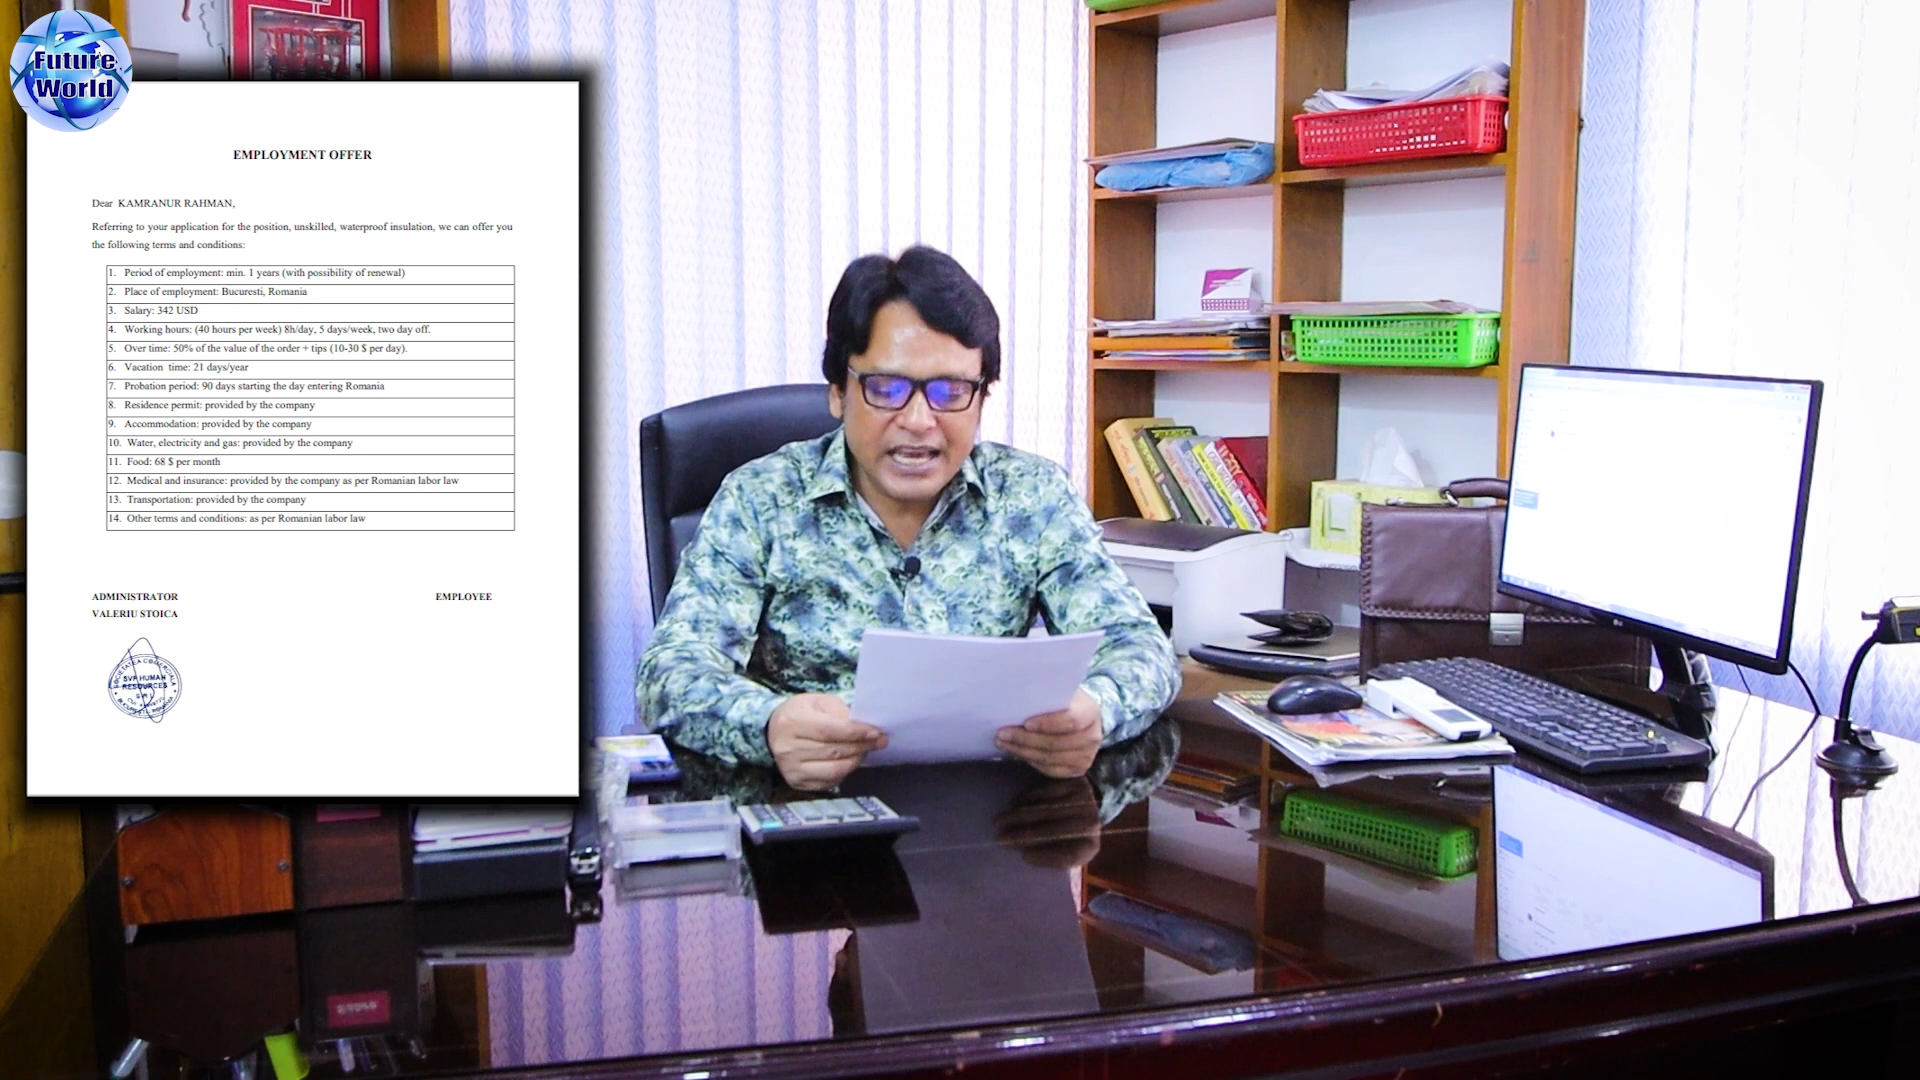 Future
World
EMPLOYMENT OFFER
Dear KAMRANUR RAHMAN,
Referring to your application for the position, unskilled, waterproof insulation, we can offer you
the following terms and conditions:
1. Period of employment: min. 1 years (with possibility of renewal)
2. Place of employment: Bucuresti, Romania
3. Salary: 342 USD
4. Working hours: (40 hours per week) 8h/day, 5 days/week, two day off.
5. Over time: 50% of the value of the order + tips (10-30 $ per day).
6. Vacation time: 21 days/year
7. Probation period: 90 days starting the day entering Romania
8. Residence permit: provided by the company
9. Accommodation: provided by the company
10. Water, electricity and gas: provided by the company
11. Food: 68 $ per month
12. Medical and insurance: provided by the company as per Romanian labor law
13. Transportation: provided by the company
14. Other terms and conditions: as per Romanian labor law
ADMINISTRATOR EMPLOYEE
VALERIU STOICA
SOCIETATEA COMERCIALA
SVP HUMAN
RESOURCES